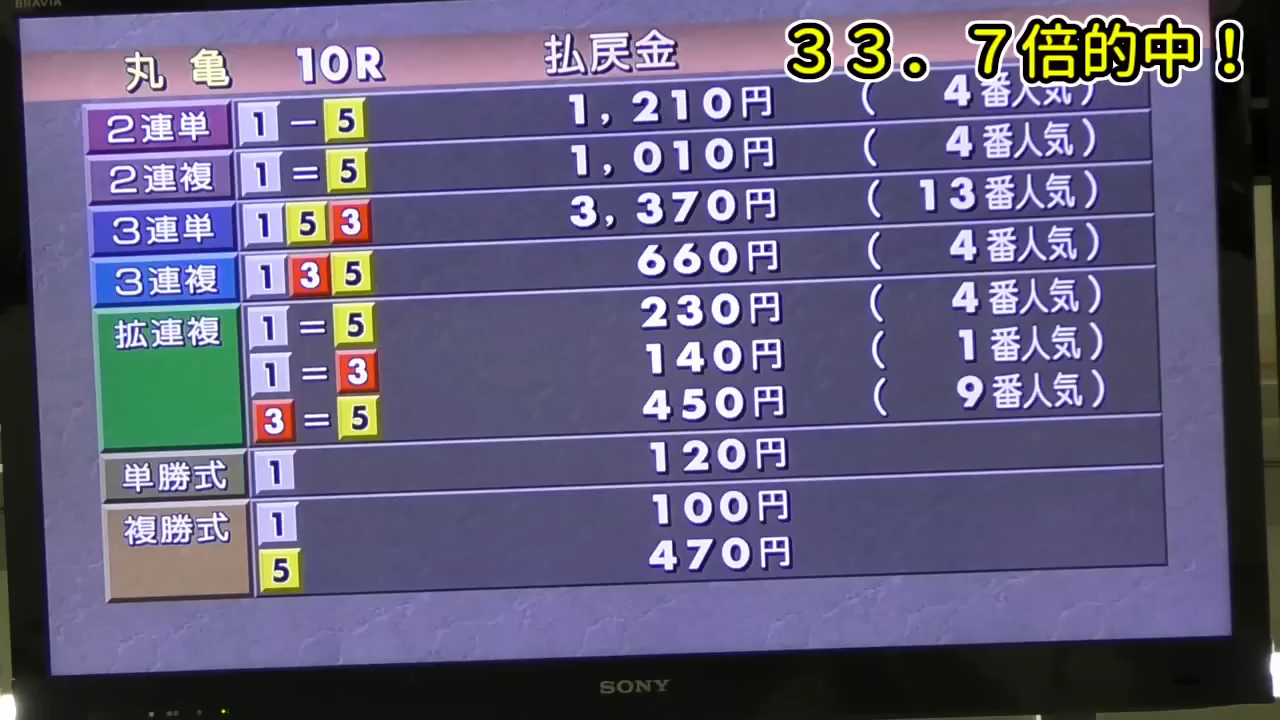 BRAVIA
33.7倍的中!
丸亀 10R 払戻金
2連単 1-5 1,210円 (4番人気)
2連複 1=5 1,010円 (4番人気)
3連単 1 5 3 3,370円 (13番人気)
3連複 1 3 5 660円 (4番人気)
拡連複 1=5 230円 (4番人気)
1=3 140円 (1番人気)
3=5 450円 (9番人気)
単勝式 1 120円
複勝式 1 100円
5 470円
SONY